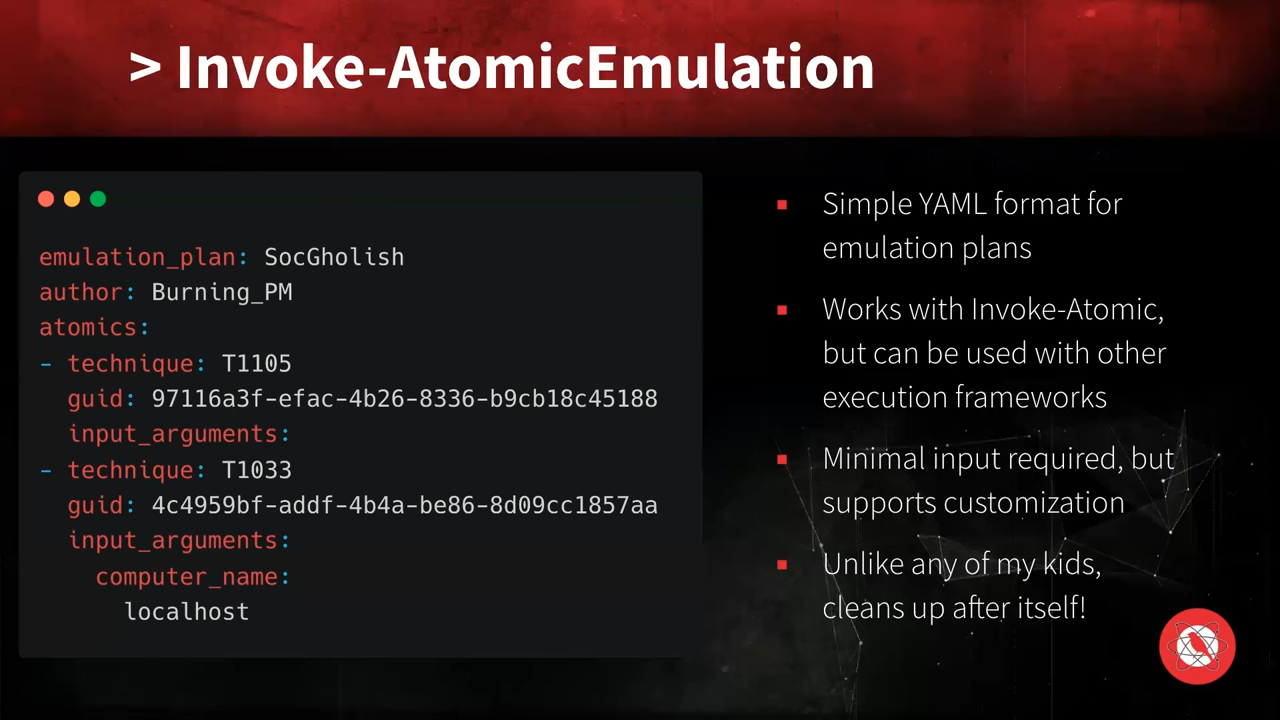 > Invoke-AtomicEmulation
emulation_plan: SocGholish
author: Burning_PM
atomics:
- technique: T1105
  guid: 97116a3f-efac-4b26-8336-b9cb18c45188
  input_arguments:
- technique: T1033
  guid: 4c4959bf-addf-4b4a-be86-8d09cc1857aa
  input_arguments:
    computer_name:
      localhost
▪ Simple YAML format for
emulation plans
▪ Works with Invoke-Atomic,
but can be used with other
execution frameworks
▪ Minimal input required, but
supports customization
▪ Unlike any of my kids,
cleans up after itself!